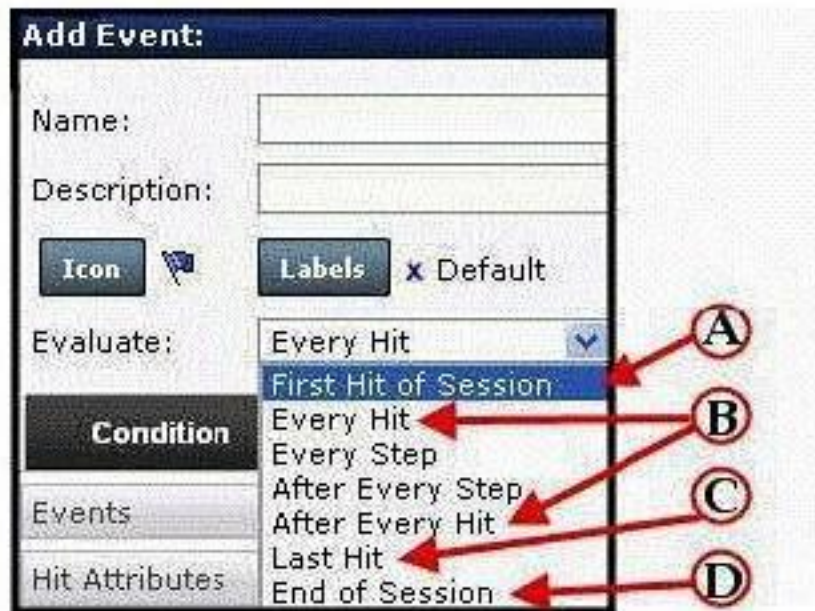 Add Event:
Name:
Description:
Icon Labels x Default
Evaluate: Every Hit
A
First Hit of Session
Condition
Every Hit
B
Every Step
After Every Step
Events
After Every Hit
C
Last Hit
Hit Attributes
End of Session
D